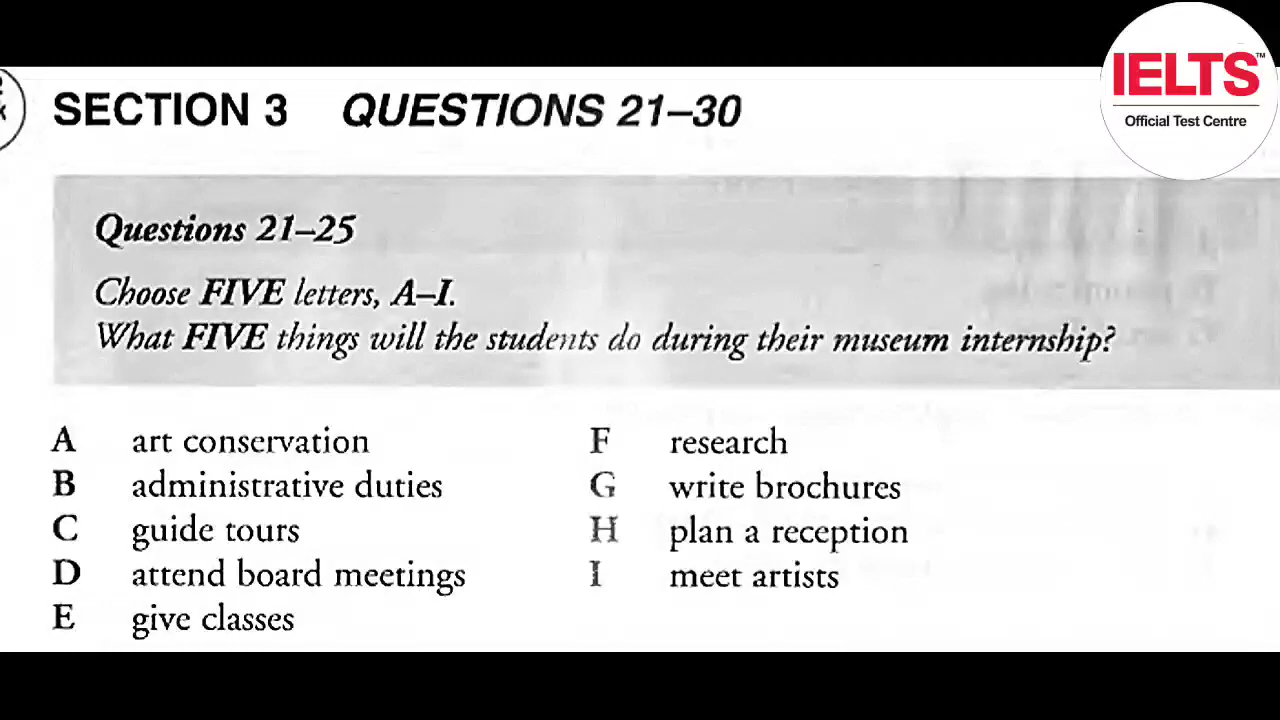 IELTS™
Official Test Centre
SECTION 3 QUESTIONS 21–30
Questions 21–25
Choose FIVE letters, A–I.
What FIVE things will the students do during their museum internship?
A art conservation
B administrative duties
C guide tours
D attend board meetings
E give classes
F research
G write brochures
H plan a reception
I meet artists